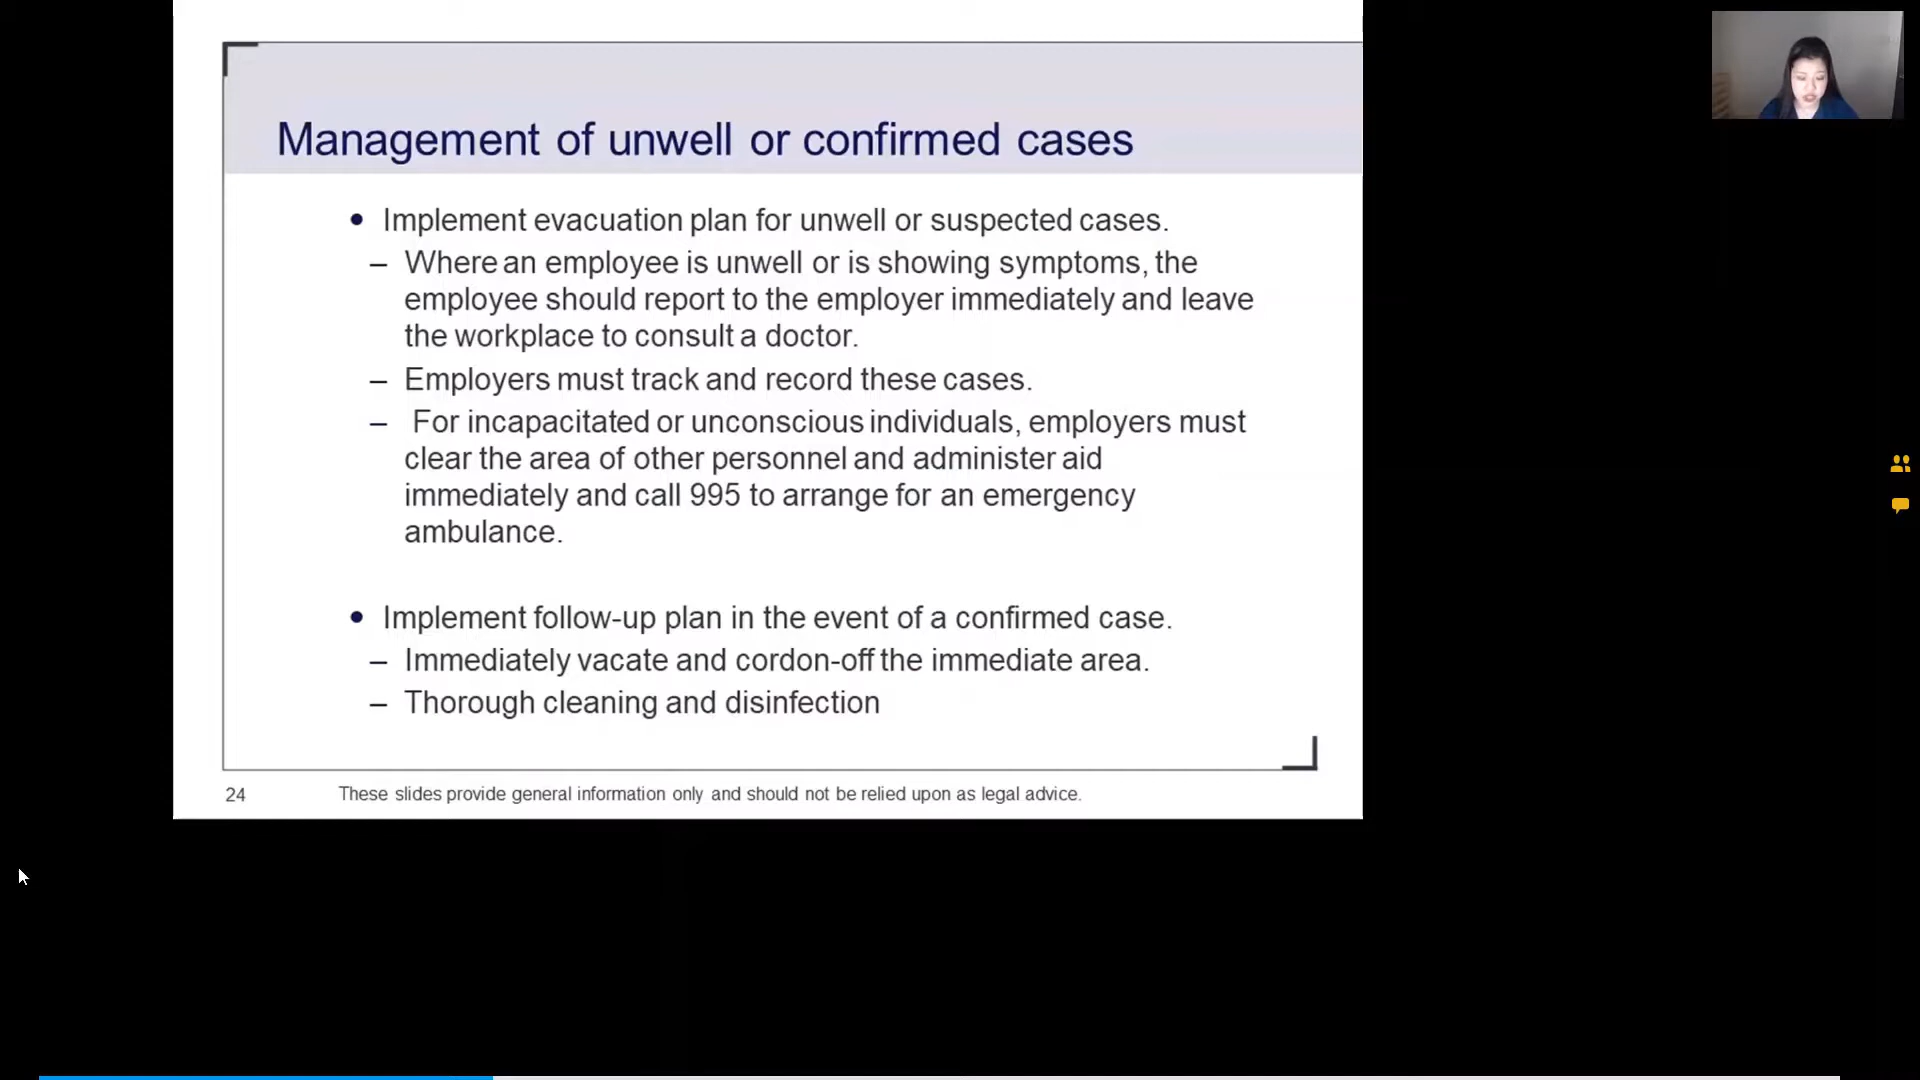 Management of unwell or confirmed cases
• Implement evacuation plan for unwell or suspected cases.
– Where an employee is unwell or is showing symptoms, the
employee should report to the employer immediately and leave
the workplace to consult a doctor.
– Employers must track and record these cases.
– For incapacitated or unconscious individuals, employers must
clear the area of other personnel and administer aid
immediately and call 995 to arrange for an emergency
ambulance.
• Implement follow-up plan in the event of a confirmed case.
– Immediately vacate and cordon-off the immediate area.
– Thorough cleaning and disinfection
24 These slides provide general information only and should not be relied upon as legal advice.